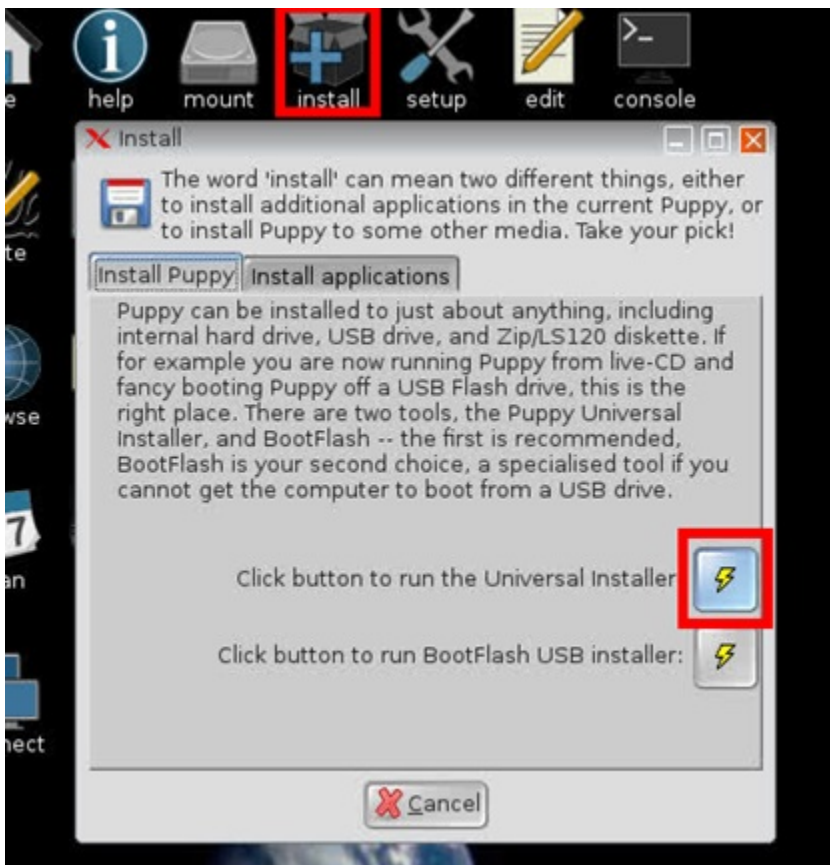 help mount install setup edit console
Install
The word 'install' can mean two different things, either
to install additional applications in the current Puppy, or
to install Puppy to some other media. Take your pick!
Install Puppy Install applications
Puppy can be installed to just about anything, including
internal hard drive, USB drive, and Zip/LS120 diskette. If
for example you are now running Puppy from live-CD and
fancy booting Puppy off a USB Flash drive, this is the
right place. There are two tools, the Puppy Universal
Installer, and BootFlash -- the first is recommended,
BootFlash is your second choice, a specialised tool if you
cannot get the computer to boot from a USB drive.
7
Click button to run the Universal Installer
Click button to run BootFlash USB installer:
Cancel